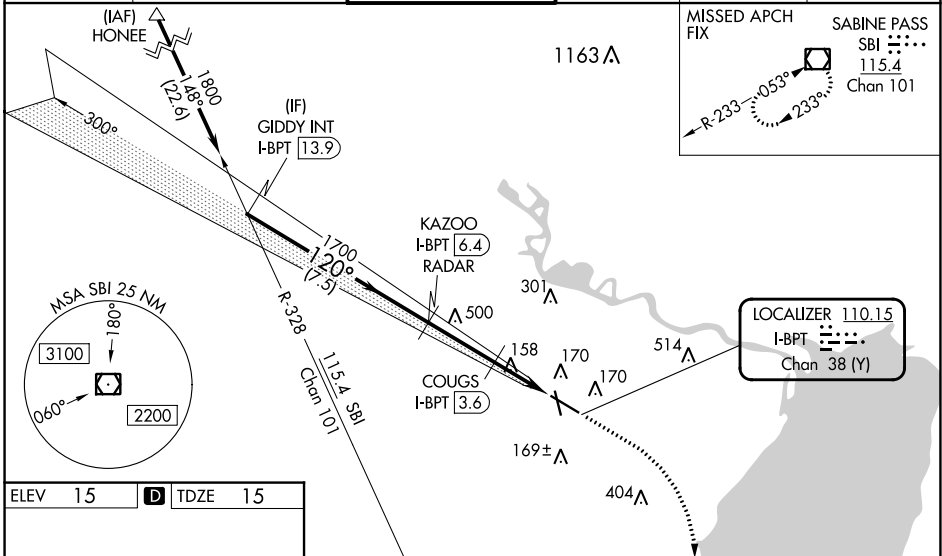 (IAF)
HONEE
1800
148°
(22.6)
300°
(IF)
GIDDY INT
I-BPT 13.9
1163
MISSED APCH
FIX
SABINE PASS
SBI
115.4
Chan 101
053°
R-233
233°
KAZOO
I-BPT 6.4
RADAR
1700
120°
(7.5)
301
500
LOCALIZER 110.15
I-BPT
Chan 38 (Y)
MSA SBI 25 NM
180°
3100
060°
2200
R-328
115.4 SBI
Chan 101
158
170
514
170
COUGS
I-BPT 3.6
169±
404
ELEV 15 D TDZE 15